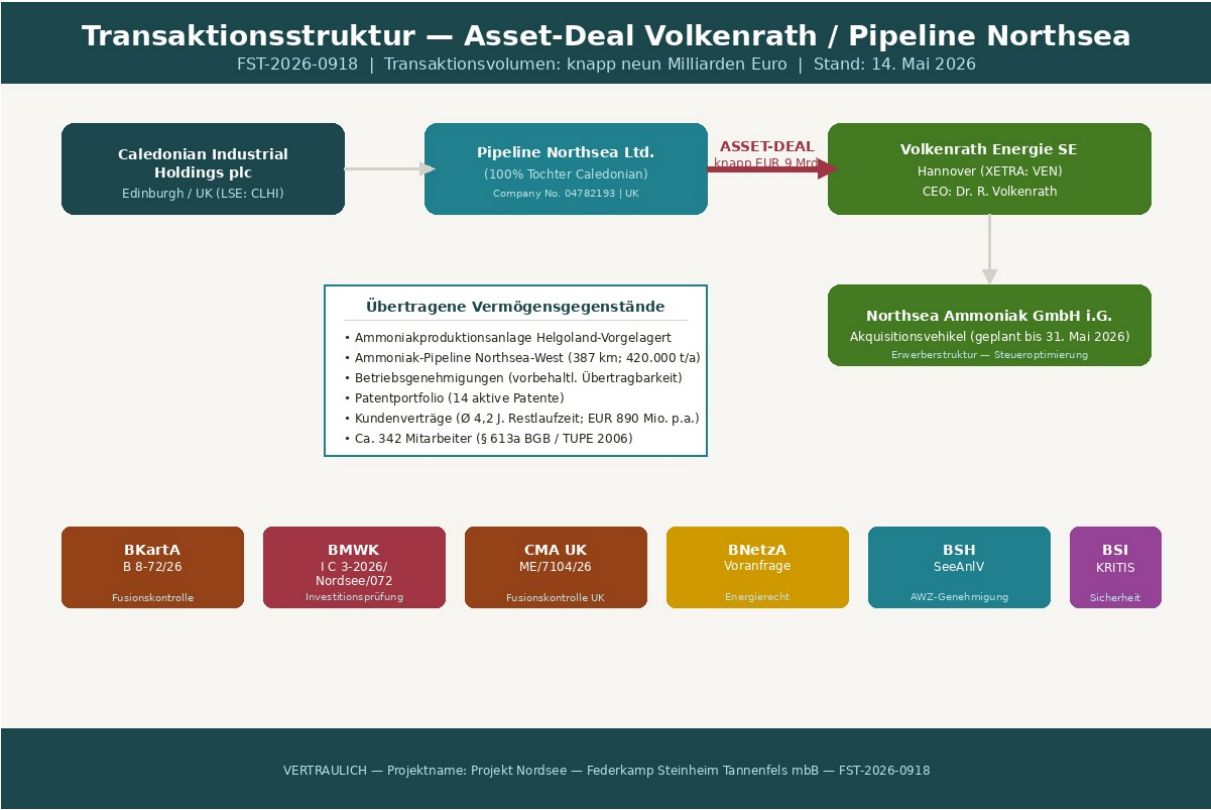 Transaktionsstruktur — Asset-Deal Volkenrath / Pipeline Northsea
FST-2026-0918 | Transaktionsvolumen: knapp neun Milliarden Euro | Stand: 14. Mai 2026
Caledonian Industrial
Holdings plc
Edinburgh / UK (LSE: CLHI)
Pipeline Northsea Ltd.
(100% Tochter Caledonian)
Company No. 04782193 | UK
ASSET-DEAL
knapp EUR 9 Mrd
Volkenrath Energie SE
Hannover (XETRA: VEN)
CEO: Dr. R. Volkenrath
Northsea Ammoniak GmbH i.G.
Akquisitionsvehikel (geplant bis 31. Mai 2026)
Erwerberstruktur — Steueroptimierung
Übertragene Vermögensgegenstände
• Ammoniakproduktionsanlage Helgoland-Vorgelagert
• Ammoniak-Pipeline Northsea-West (387 km; 420.000 t/a)
• Betriebsgenehmigungen (vorbehaltl. Übertragbarkeit)
• Patentportfolio (14 aktive Patente)
• Kundenverträge (Ø 4,2 J. Restlaufzeit; EUR 890 Mio. p.a.)
• Ca. 342 Mitarbeiter (§ 613a BGB / TUPE 2006)
BKartA
B 8-72/26
Fusionskontrolle
BMWK
I C 3-2026/
Nordsee/072
Investitionsprüfung
CMA UK
ME/7104/26
Fusionskontrolle UK
BNetzA
Voranfrage
Energierecht
BSH
SeeAnlV
AWZ-Genehmigung
BSI
KRITIS
Sicherheit
VERTRAULICH — Projektname: Projekt Nordsee — Federkamp Steinheim Tannenfels mbB — FST-2026-0918